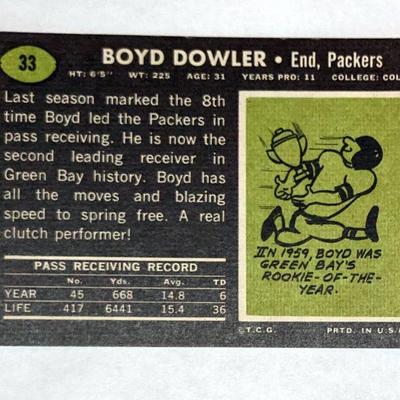 33
BOYD DOWLER • End, Packers
HT: 6'5" WT: 225 AGE: 31 YEARS PRO: 11 COLLEGE: COL
Last season marked the 8th
time Boyd led the Packers in
pass receiving. He is now the
second leading receiver in
Green Bay history. Boyd has
all the moves and blazing
speed to spring free. A real
clutch performer!
PASS RECEIVING RECORD
No. Yds. Avg. TD
YEAR 45 668 14.8 6
LIFE 417 6441 15.4 36
IN 1959, BOYD WAS
GREEN BAY'S
ROOKIE-OF-THE-
YEAR.
©T.C.G. PRTD. IN U.S.A